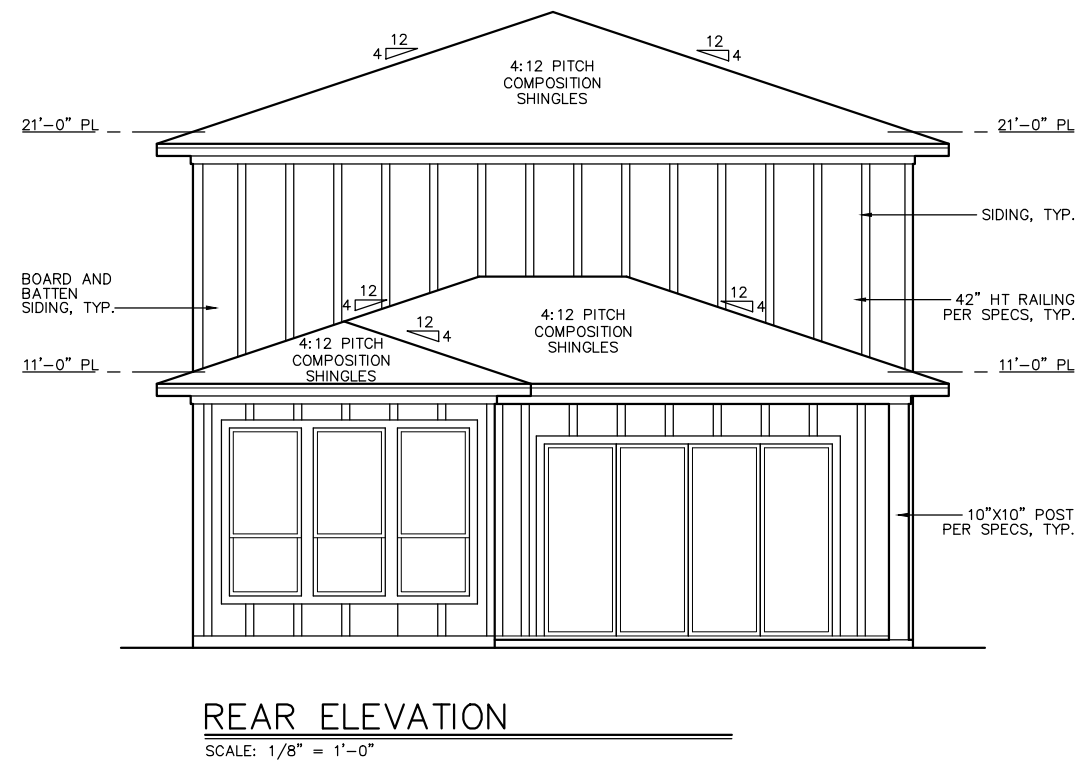 12
4
12
4
4:12 PITCH
COMPOSITION
SHINGLES
21'-0" PL
21'-0" PL
SIDING, TYP.
BOARD AND
BATTEN
SIDING, TYP.
12
4
12
4
42" HT RAILING
PER SPECS, TYP.
12
4
4:12 PITCH
COMPOSITION
SHINGLES
4:12 PITCH
COMPOSITION
SHINGLES
11'-0" PL
11'-0" PL
10"X10" POST
PER SPECS, TYP.
REAR ELEVATION
SCALE: 1/8" = 1'-0"